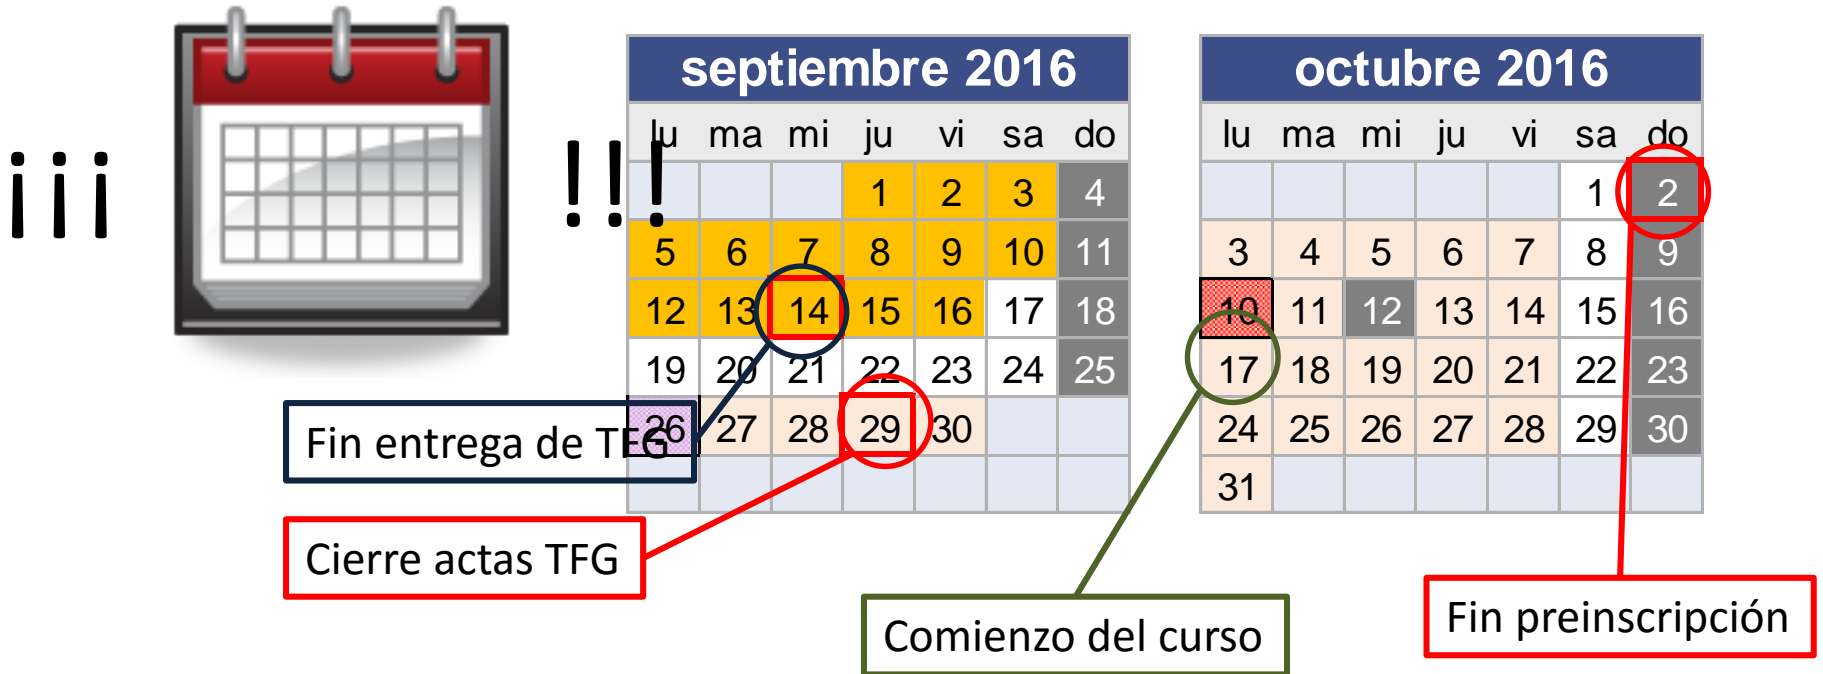 ¡¡¡ !!!
septiembre 2016
lu ma mi ju vi sa do
1 2 3 4
5 6 7 8 9 10 11
12 13 14 15 16 17 18
19 20 21 22 23 24 25
26 27 28 29 30
octubre 2016
lu ma mi ju vi sa do
1 2
3 4 5 6 7 8 9
10 11 12 13 14 15 16
17 18 19 20 21 22 23
24 25 26 27 28 29 30
31
Fin entrega de TFG
Cierre actas TFG
Comienzo del curso
Fin preinscripción